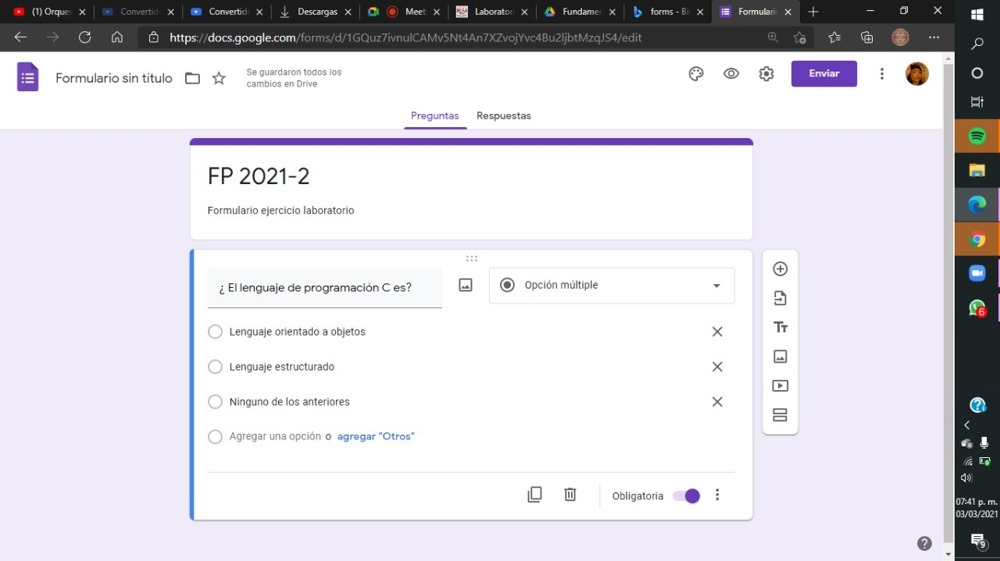 (1) Orques
Convertid
Convertid
Descargas
Meet:
Laborator
Fundamer
forms - Bi
Formulari
https://docs.google.com/forms/d/1GQuz7ivnulCAMv5Nt4An7XZvojYvc4Bu2ljbtMzqJS4/edit
Formulario sin título
Se guardaron todos los
cambios en Drive
Enviar
Preguntas
Respuestas
FP 2021-2
Formulario ejercicio laboratorio
¿ El lenguaje de programación C es?
Opción múltiple
Lenguaje orientado a objetos
Lenguaje estructurado
Ninguno de los anteriores
Agregar una opción o agregar "Otros"
Tт
Obligatoria
6
07:41 p. m.
03/03/2021
9